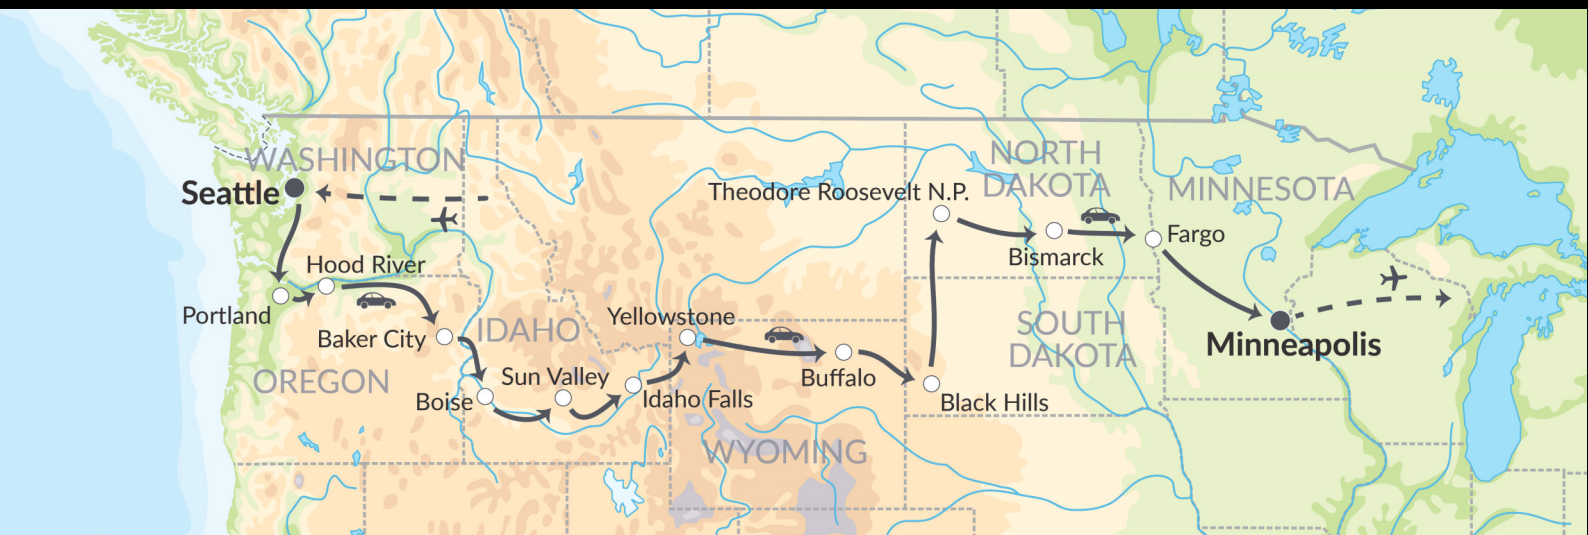 WASHINGTON
Seattle
NORTH
DAKOTA
Theodore Roosevelt N.P.
MINNESOTA
Fargo
Bismarck
Hood River
Portland
Baker City
IDAHO
Yellowstone
SOUTH
DAKOTA
Minneapolis
OREGON
Boise
Sun Valley
Idaho Falls
Buffalo
Black Hills
WYOMING